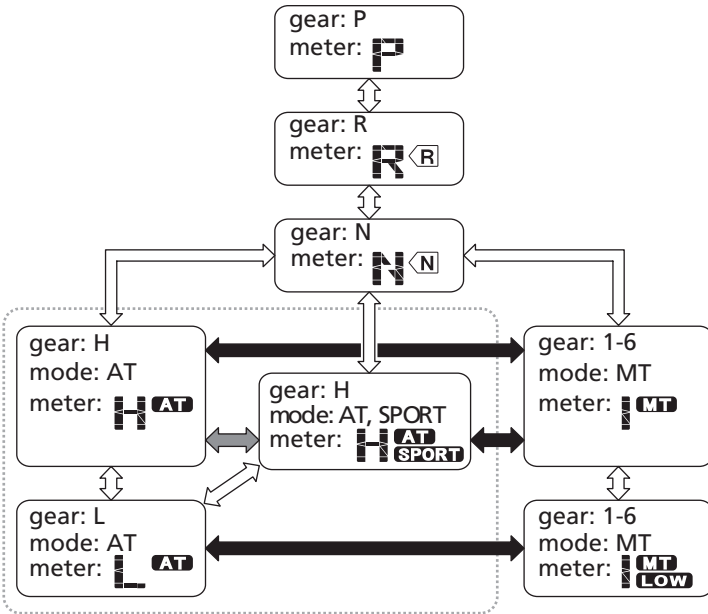 gear: P
meter: P
gear: R
meter: R R
gear: N
meter: N N
gear: H
mode: AT
meter: H AT
gear: H
mode: AT, SPORT
meter: H AT
SPORT
gear: 1-6
mode: MT
meter: I MT
gear: L
mode: AT
meter: L AT
gear: 1-6
mode: MT
meter: I MT
LOW